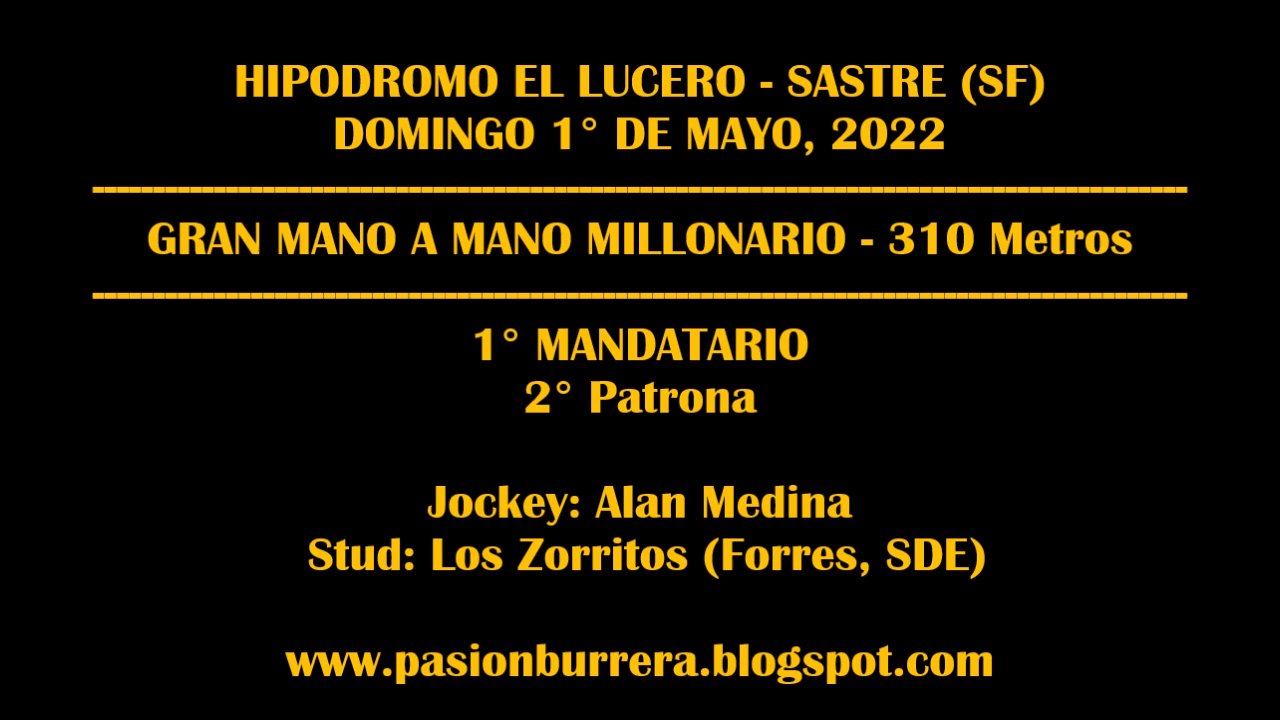 HIPODROMO EL LUCERO - SASTRE (SF)
DOMINGO 1° DE MAYO, 2022
------------------------------------------------------------------------------------------
GRAN MANO A MANO MILLONARIO - 310 Metros
------------------------------------------------------------------------------------------
1° MANDATARIO
2° Patrona
Jockey: Alan Medina
Stud: Los Zorritos (Forres, SDE)
www.pasionburrera.blogspot.com